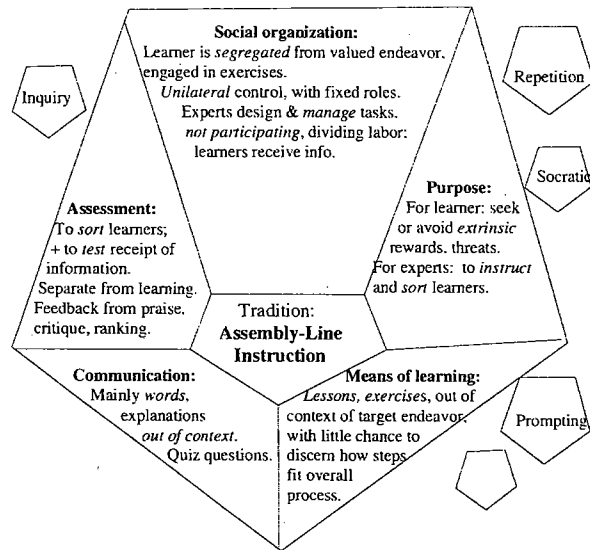 Social organization:
Learner is segregated from valued endeavor,
engaged in exercises.
Unilateral control, with fixed roles.
Experts design & manage tasks.
not participating, dividing labor:
learners receive info.
Inquiry
Repetition
Socratic
Assessment:
To sort learners;
+ to test receipt of
information.
Separate from learning.
Feedback from praise,
critique, ranking.
Purpose:
For learner: seek
or avoid extrinsic
rewards. threats.
For experts: to instruct
and sort learners.
Tradition:
Assembly-Line
Instruction
Communication:
Mainly words,
explanations
out of context.
Quiz questions.
Means of learning:
Lessons, exercises, out of
context of target endeavor,
with little chance to
discern how steps
fit overall
process.
Prompting